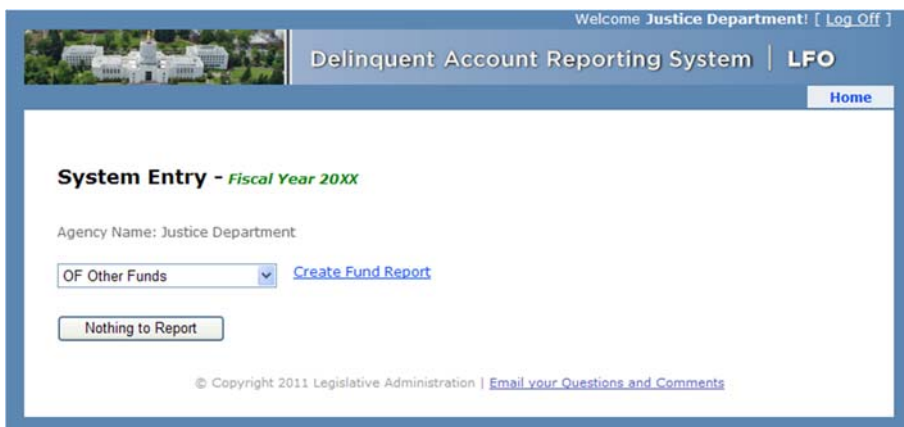 Welcome Justice Department! [ Log Off ]
Delinquent Account Reporting System | LFO
Home
System Entry - Fiscal Year 20XX
Agency Name: Justice Department
OF Other Funds Create Fund Report
Nothing to Report
© Copyright 2011 Legislative Administration | Email your Questions and Comments